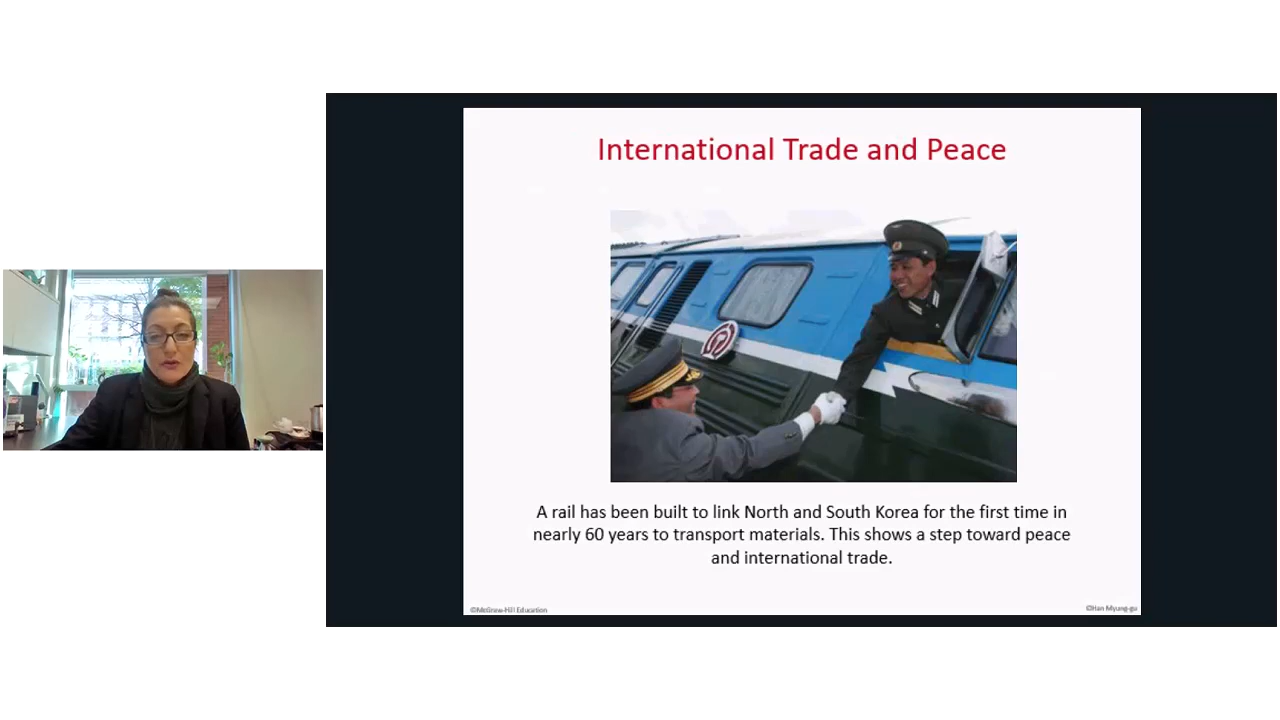 International Trade and Peace
A rail has been built to link North and South Korea for the first time in
nearly 60 years to transport materials. This shows a step toward peace
and international trade.
©McGraw-Hill Education
©Han Myung-gu